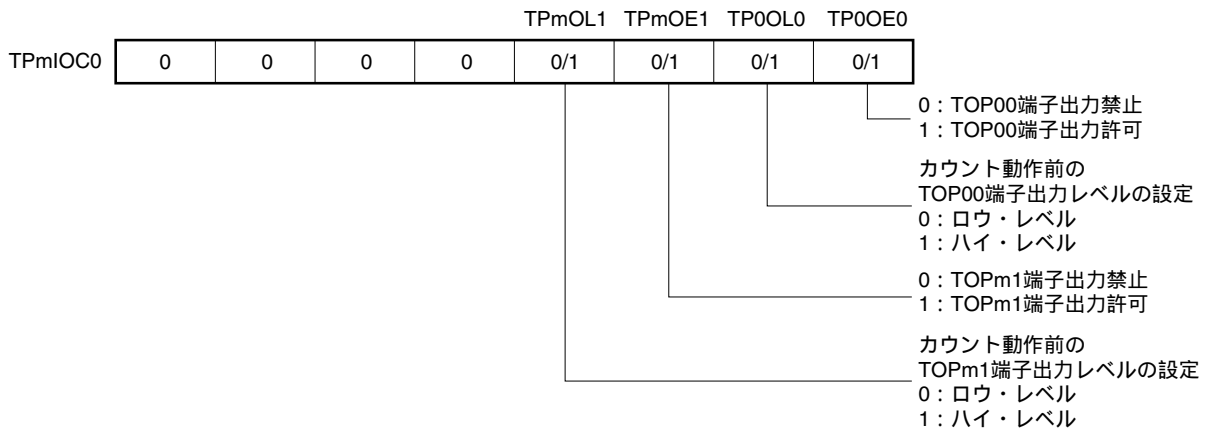 TPmOL1 TPmOE1 TP0OL0 TP0OE0
TPmIOC0 0 0 0 0 0/1 0/1 0/1 0/1
0：TOP00端子出力禁止
1：TOP00端子出力許可
カウント動作前の
TOP00端子出力レベルの設定
0：ロウ・レベル
1：ハイ・レベル
0：TOPm1端子出力禁止
1：TOPm1端子出力許可
カウント動作前の
TOPm1端子出力レベルの設定
0：ロウ・レベル
1：ハイ・レベル